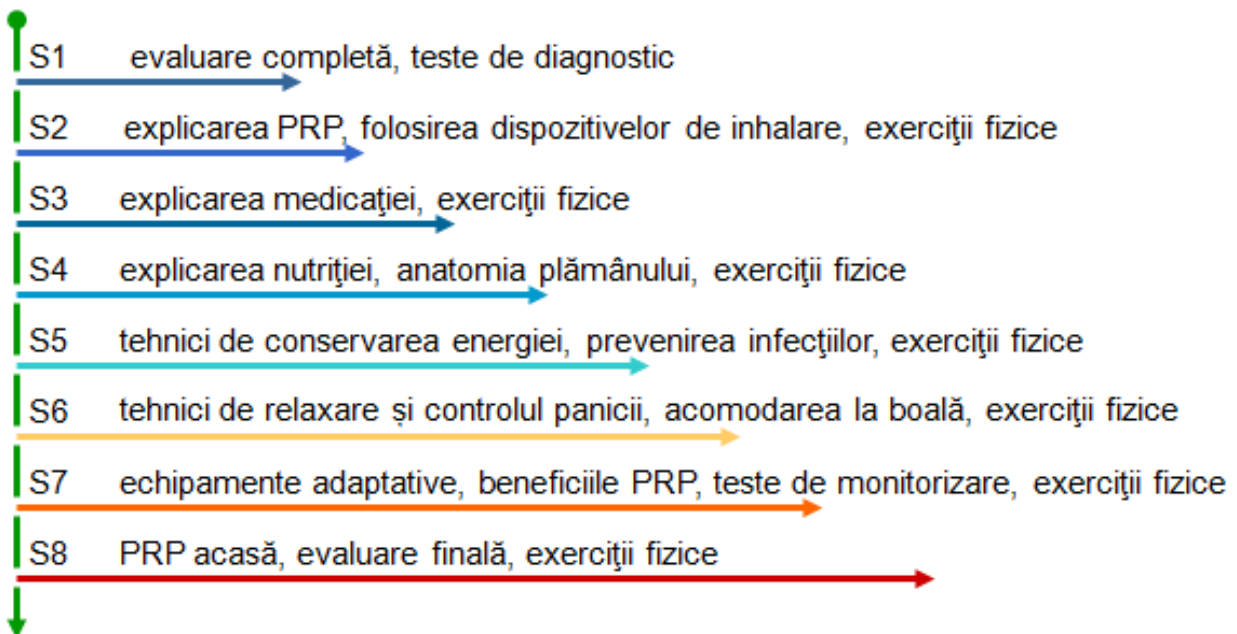 S1 evaluare completă, teste de diagnostic
S2 explicarea PRP, folosirea dispozitivelor de inhalare, exerciţii fizice
S3 explicarea medicaţiei, exerciţii fizice
S4 explicarea nutriţiei, anatomia plămânului, exerciţii fizice
S5 tehnici de conservarea energiei, prevenirea infecţiilor, exerciţii fizice
S6 tehnici de relaxare și controlul panicii, acomodarea la boală, exerciţii fizice
S7 echipamente adaptative, beneficiile PRP, teste de monitorizare, exerciţii fizice
S8 PRP acasă, evaluare finală, exerciţii fizice